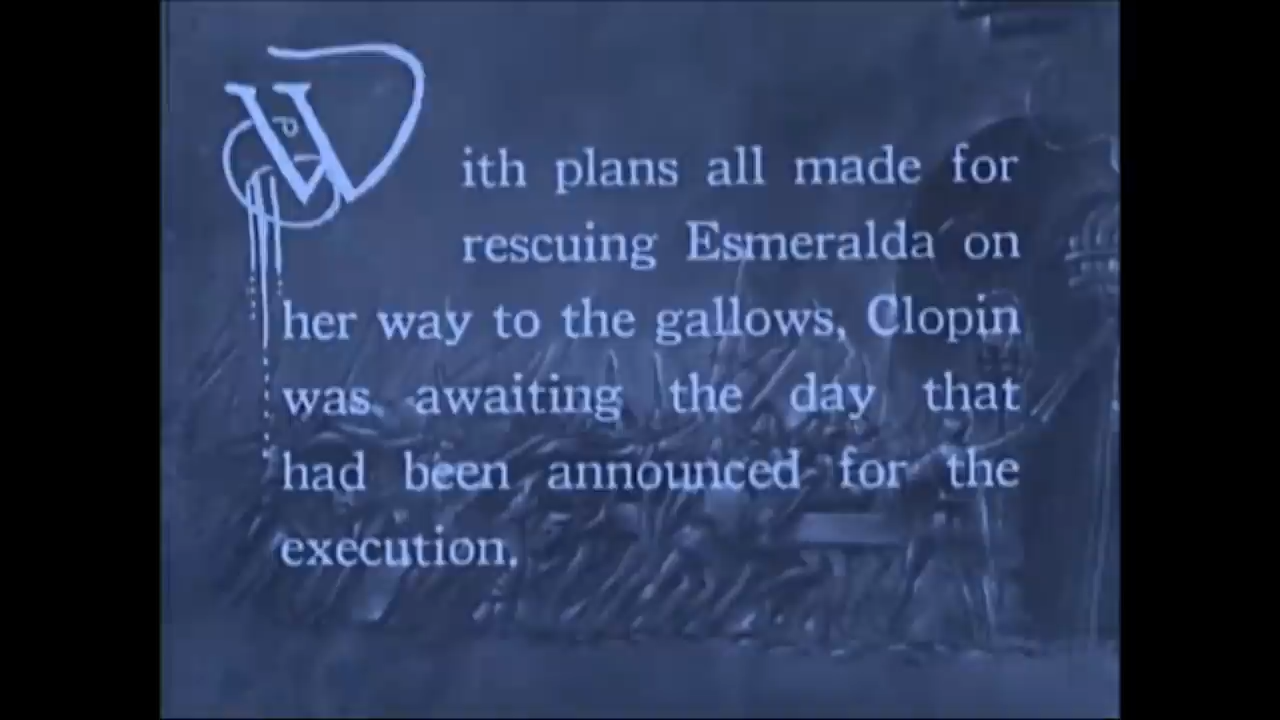 With plans all made for
rescuing Esmeralda on
her way to the gallows, Clopin
was awaiting the day that
had been announced for the
execution.